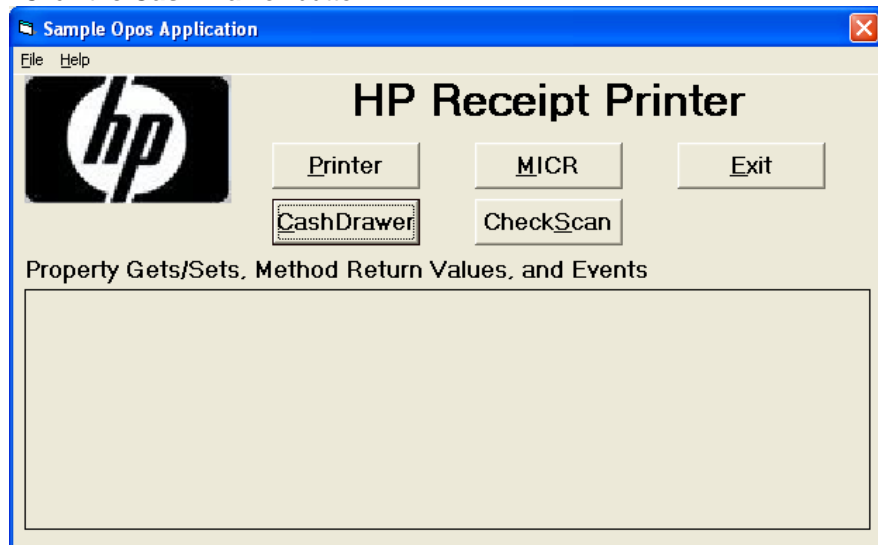 Sample Opos Application
File Help
hp
HP Receipt Printer
Printer MICR Exit
CashDrawer CheckScan
Property Gets/Sets, Method Return Values, and Events